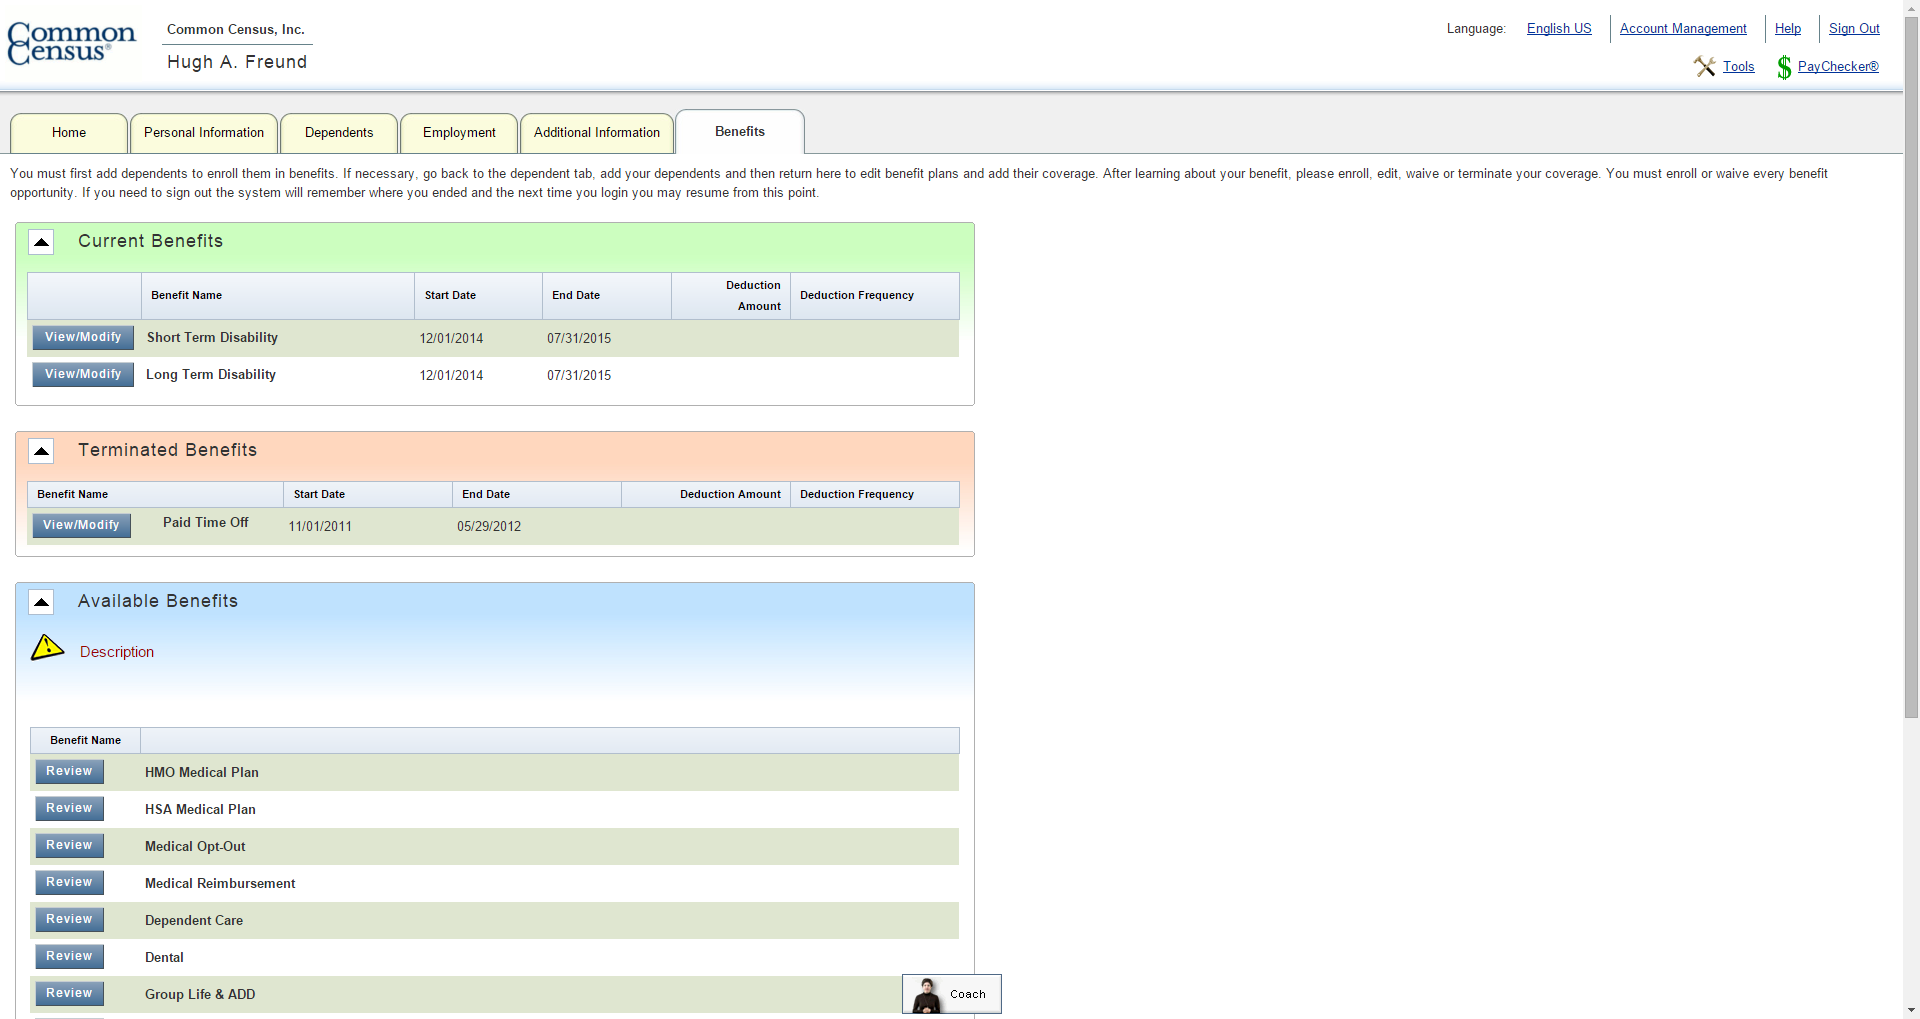 Common Census®
Common Census, Inc.
Hugh A. Freund
Language: English US Account Management Help Sign Out
Tools PayChecker®
Home Personal Information Dependents Employment Additional Information Benefits
You must first add dependents to enroll them in benefits. If necessary, go back to the dependent tab, add your dependents and then return here to edit benefit plans and add their coverage. After learning about your benefit, please enroll, edit, waive or terminate your coverage. You must enroll or waive every benefit
opportunity. If you need to sign out the system will remember where you ended and the next time you login you may resume from this point.
Current Benefits
Benefit Name Start Date End Date Deduction Amount Deduction Frequency
View/Modify Short Term Disability 12/01/2014 07/31/2015
View/Modify Long Term Disability 12/01/2014 07/31/2015
Terminated Benefits
Benefit Name Start Date End Date Deduction Amount Deduction Frequency
View/Modify Paid Time Off 11/01/2011 05/29/2012
Available Benefits
Description
Benefit Name
Review HMO Medical Plan
Review HSA Medical Plan
Review Medical Opt-Out
Review Medical Reimbursement
Review Dependent Care
Review Dental
Review Group Life & ADD
Coach